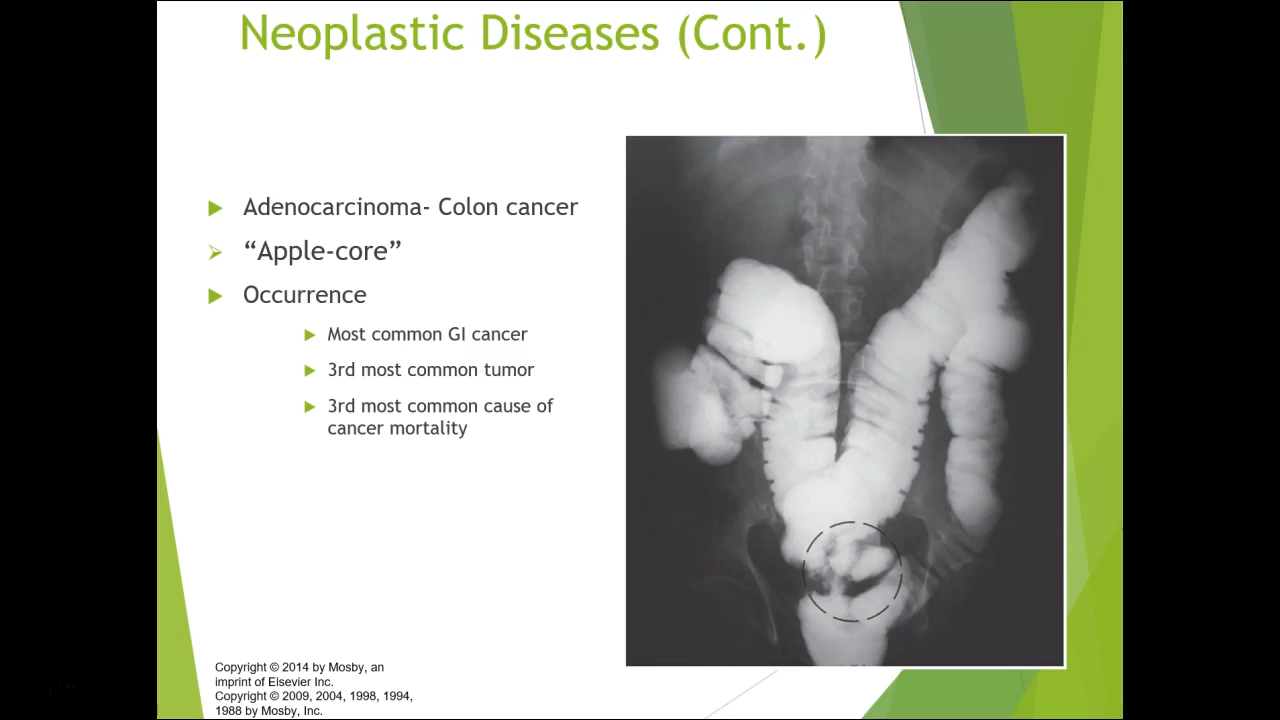 Neoplastic Diseases (Cont.)
Adenocarcinoma- Colon cancer
“Apple-core”
Occurrence
Most common GI cancer
3rd most common tumor
3rd most common cause of
cancer mortality
Copyright © 2014 by Mosby, an
imprint of Elsevier Inc.
Copyright © 2009, 2004, 1998, 1994,
1988 by Mosby, Inc.